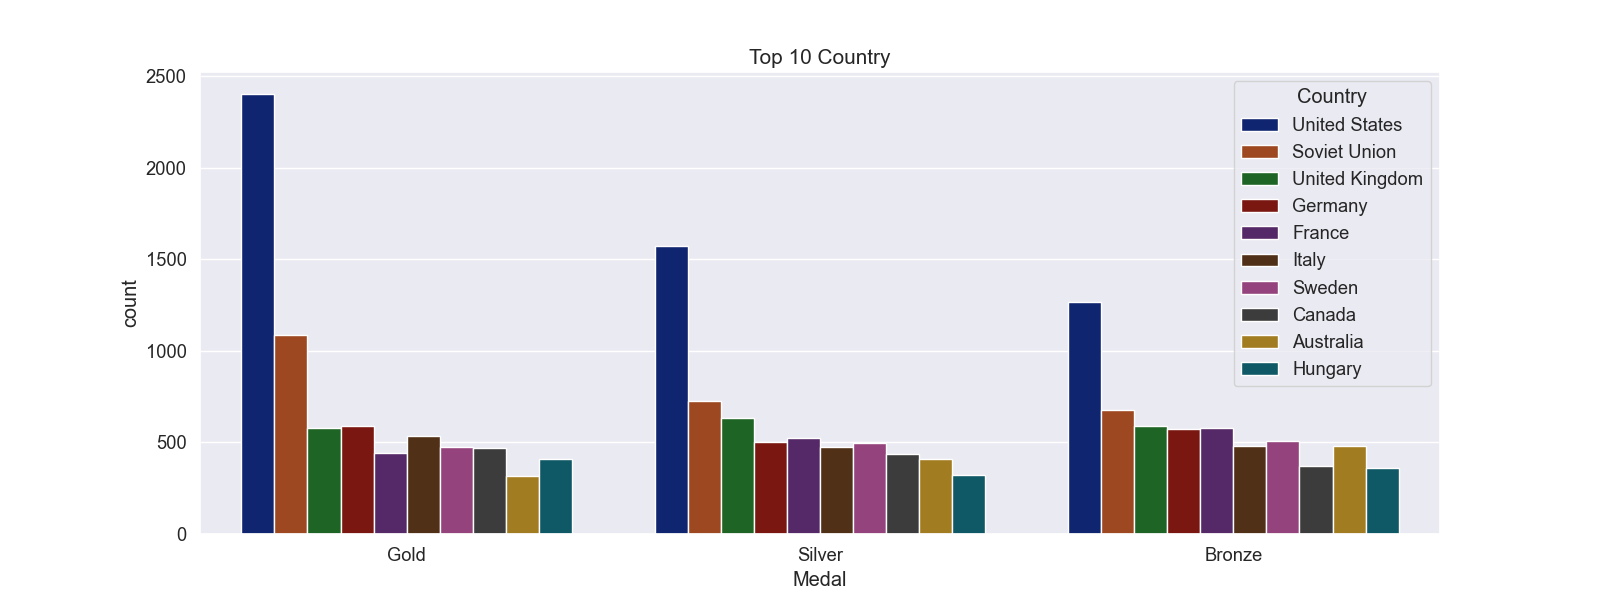 Top 10 Country
2500
2000
1500
1000
500
0
count
Gold
Silver
Bronze
Medal
Country
United States
Soviet Union
United Kingdom
Germany
France
Italy
Sweden
Canada
Australia
Hungary